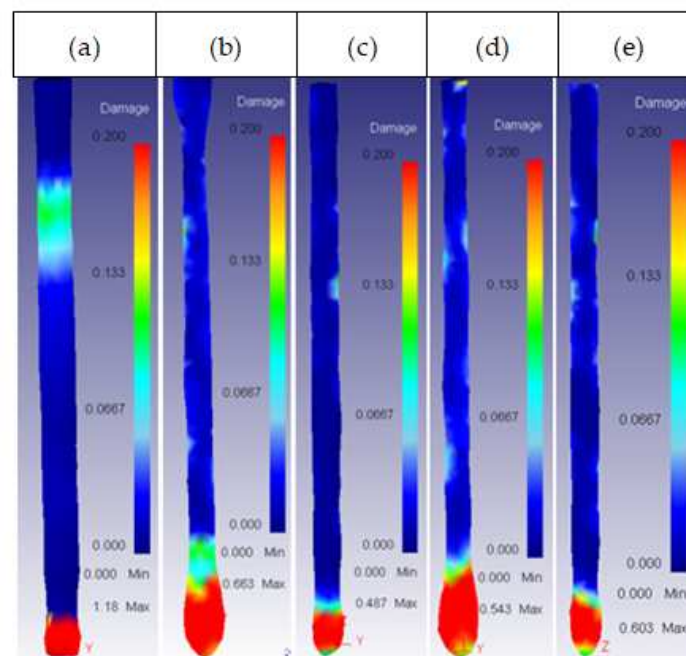 (a) (b) (c) (d) (e)
Damage
0.200
0.133
0.0667
0.000
0.000 Min
1.18 Max
Y
Damage
0.200
0.133
0.0667
0.000
0.000 Min
0.663 Max
Damage
0.200
0.133
0.0667
0.000
0.000 Min
0.487 Max
Y
Damage
0.200
0.133
0.0667
0.000
0.000 Min
0.543 Max
Y
Damage
0.200
0.133
0.0667
0.000
0.000 Min
0.603 Max
Z